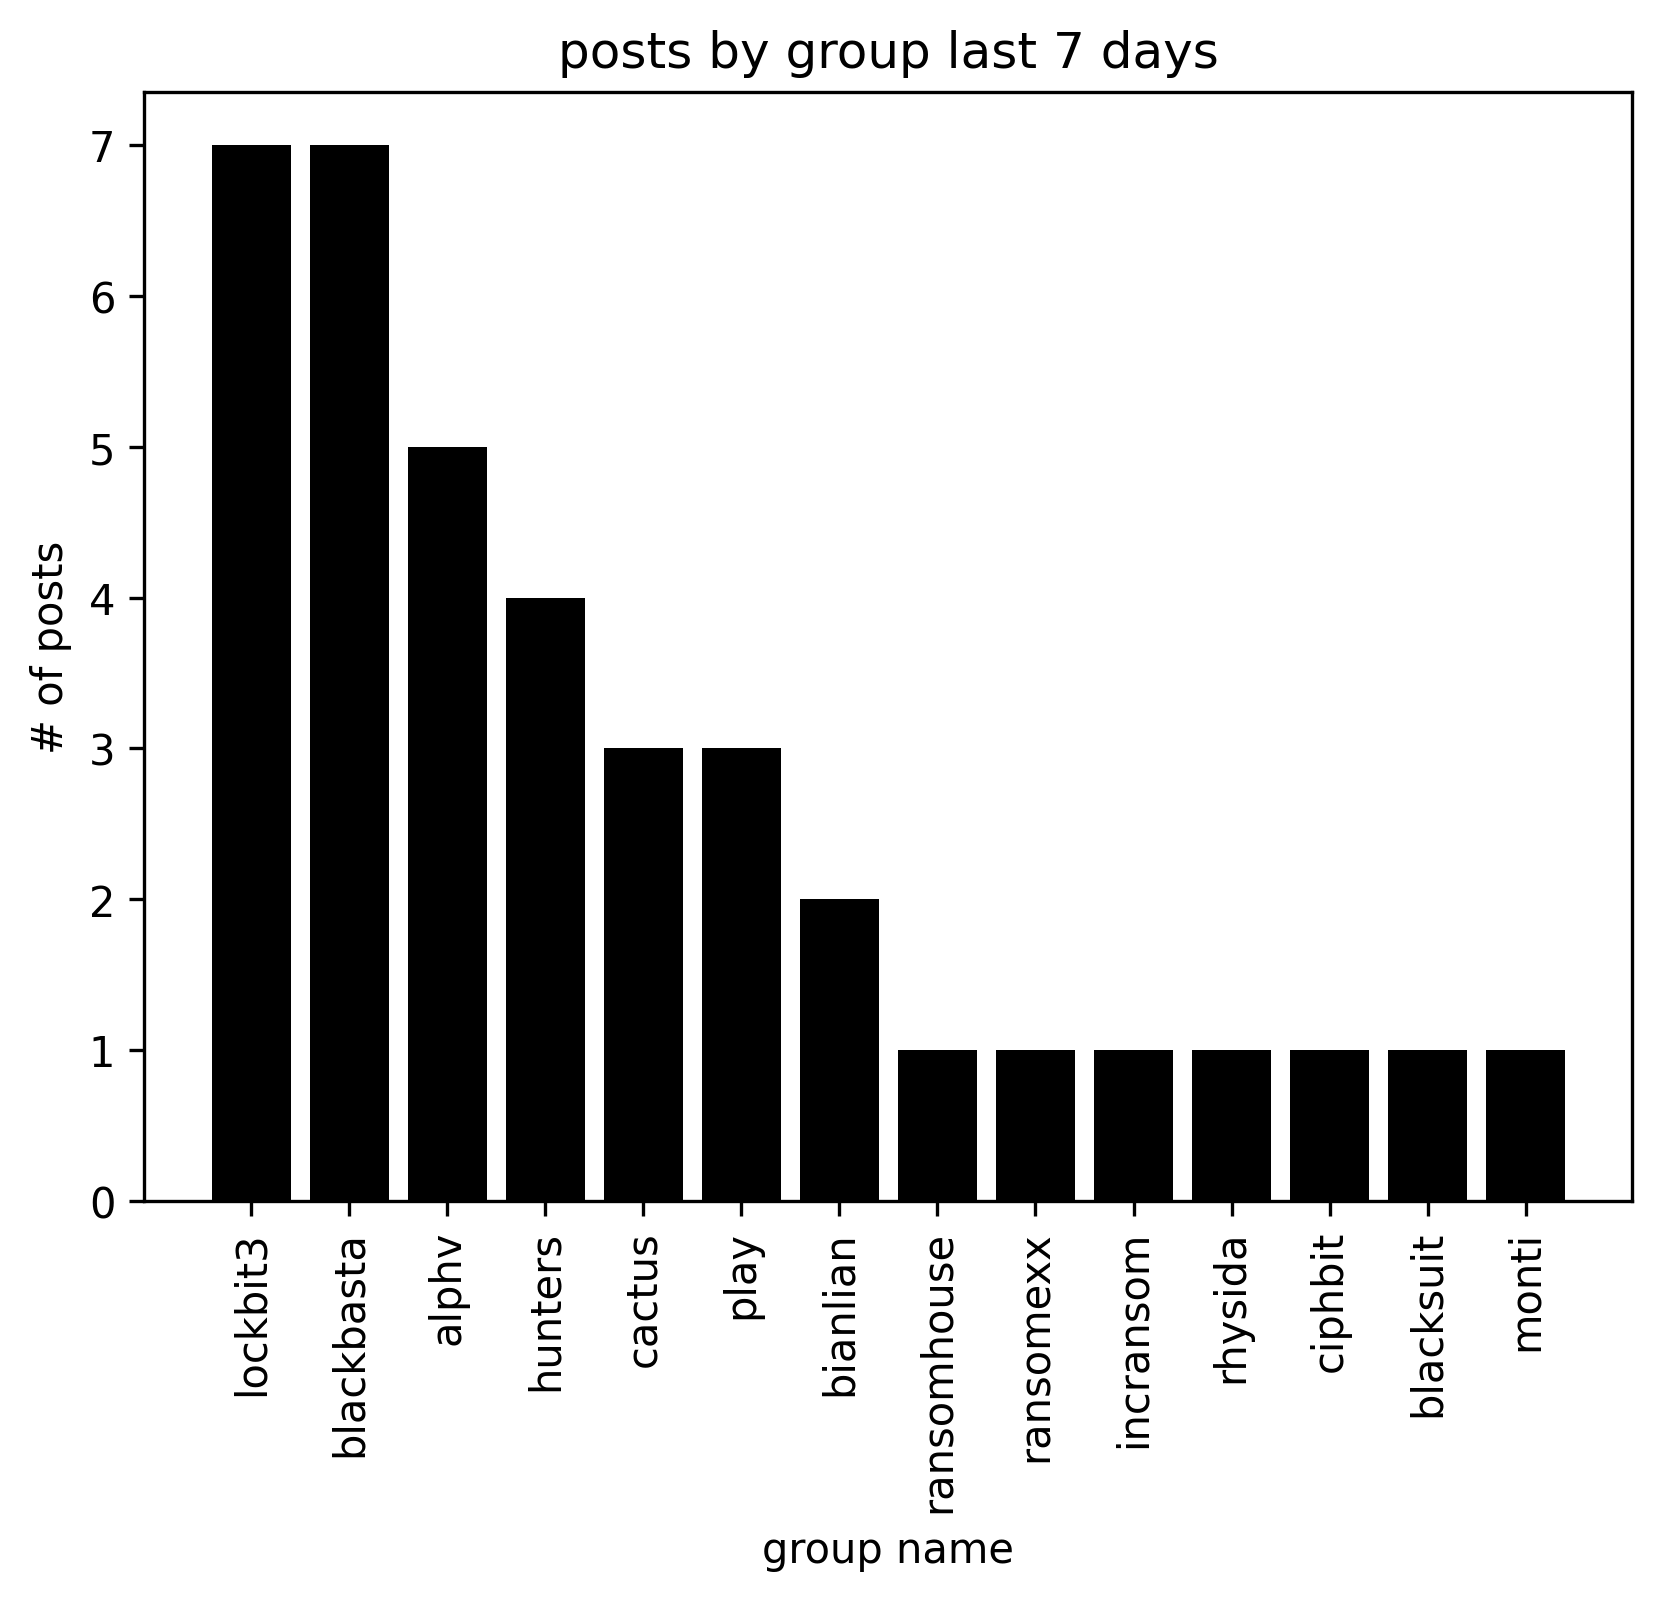 posts by group last 7 days
# of posts
7
6
5
4
3
2
1
0
lockbit3
blackbasta
alphv
hunters
cactus
play
bianlian
ransomhouse
ransomexx
incransom
rhysida
ciphbit
blacksuit
monti
group name